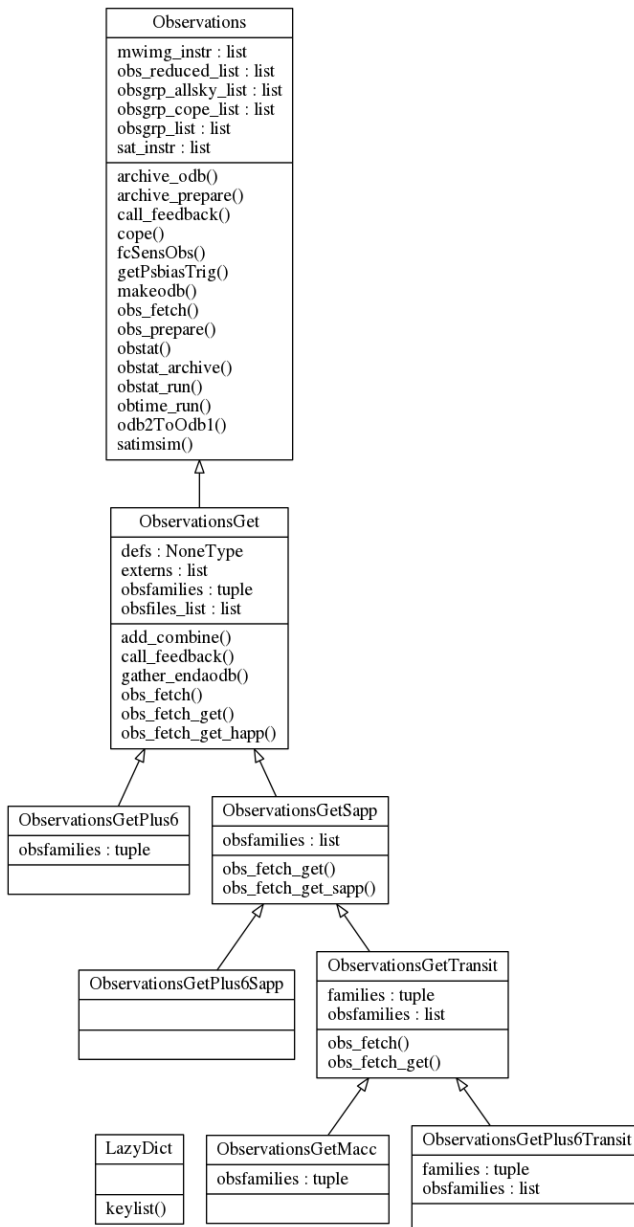 Observations
mwimg_instr : list
obs_reduced_list : list
obsgrp_allsky_list : list
obsgrp_cope_list : list
obsgrp_list : list
sat_instr : list
archive_odb()
archive_prepare()
call_feedback()
cope()
fcSensObs()
getPsbiasTrig()
makeodb()
obs_fetch()
obs_prepare()
obstat()
obstat_archive()
obstat_run()
obtime_run()
odb2ToOdb1()
satimsim()
ObservationsGet
defs : NoneType
externs : list
obsfamilies : tuple
obsfiles_list : list
add_combine()
call_feedback()
gather_endaodb()
obs_fetch()
obs_fetch_get()
obs_fetch_get_happ()
ObservationsGetPlus6
obsfamilies : tuple
ObservationsGetSapp
obsfamilies : list
obs_fetch_get()
obs_fetch_get_sapp()
ObservationsGetPlus6Sapp
ObservationsGetTransit
families : tuple
obsfamilies : list
obs_fetch()
obs_fetch_get()
LazyDict
keylist()
ObservationsGetMacc
obsfamilies : tuple
ObservationsGetPlus6Transit
families : tuple
obsfamilies : list